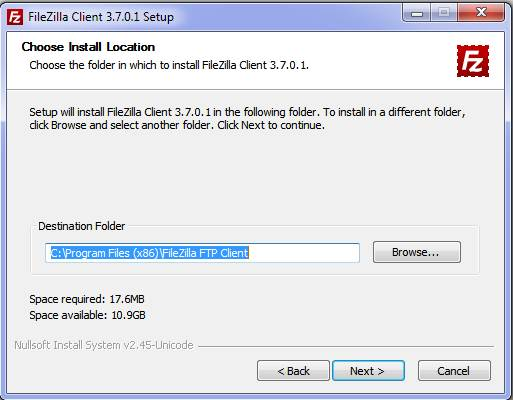 FileZilla Client 3.7.0.1 Setup
Choose Install Location
Choose the folder in which to install FileZilla Client 3.7.0.1.
FZ
Setup will install FileZilla Client 3.7.0.1 in the following folder. To install in a different folder,
click Browse and select another folder. Click Next to continue.
Destination Folder
C:\Program Files (x86)\FileZilla FTP Client
Browse...
Space required: 17.6MB
Space available: 10.9GB
Nullsoft Install System v2.45-Unicode
< Back
Next >
Cancel